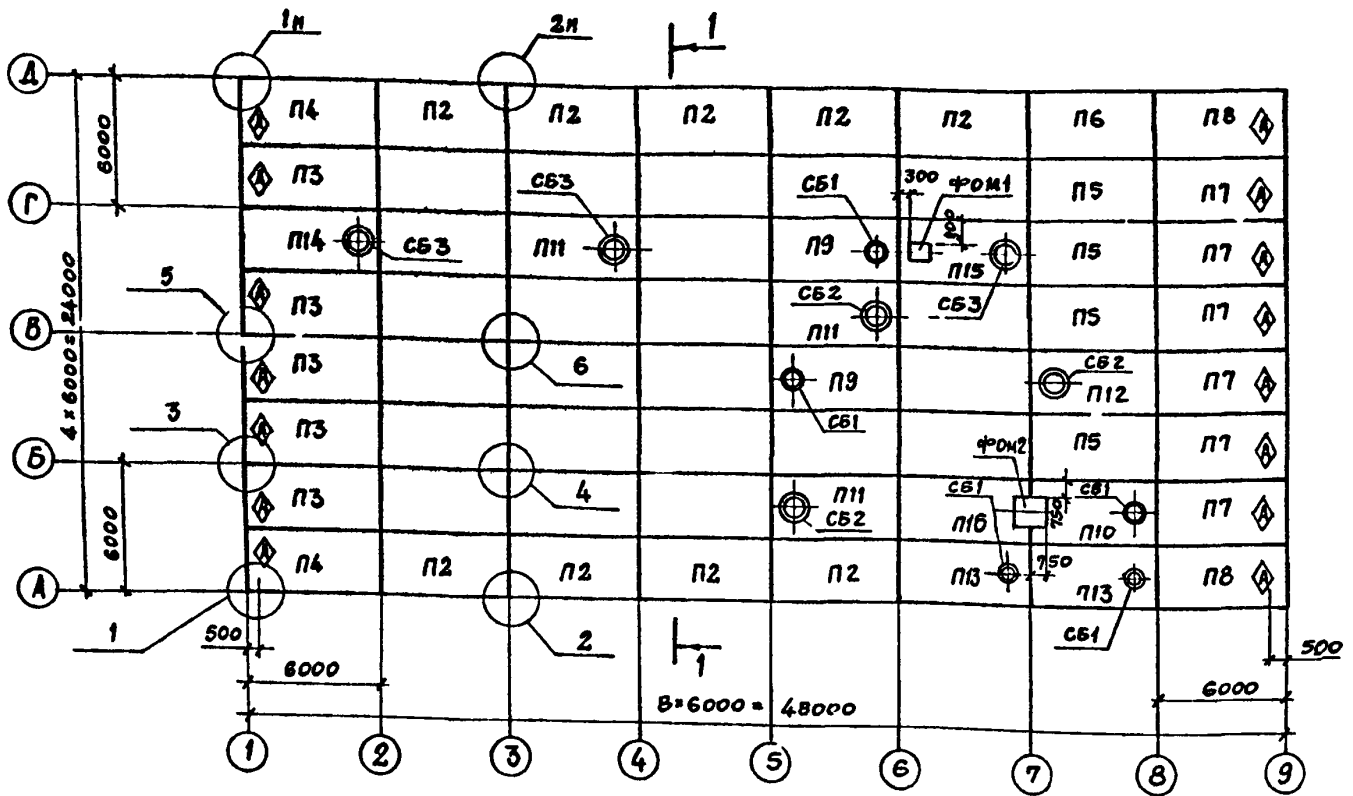 1н 2н 1
Д П4 П2 П2 П2 П2 П2 П6 П8 А
6000 А П3 СБ3 СБ1 300 ФОМ1 П5 П7 А
Г
П14 СБ3 П11 П9 900 П15 П5 П7 А
5 А П3 СБ2 СБ3 П5 П7 А
В П11
4×6000=24000
А П3 6 П9 СБ2 П12 П7 А
3 А П3 СБ1 П5 П7 А
Б ФОМ2
4 П11 СБ1 750 СБ1
А П3 СБ2 П16 П10 П7 А
6000 А П4 П2 П2 П2 П2 П13 750 П13 П8 А
А
1 500 2 1 СБ1 500
6000 8×6000= 48000 6000
1 2 3 4 5 6 7 8 9